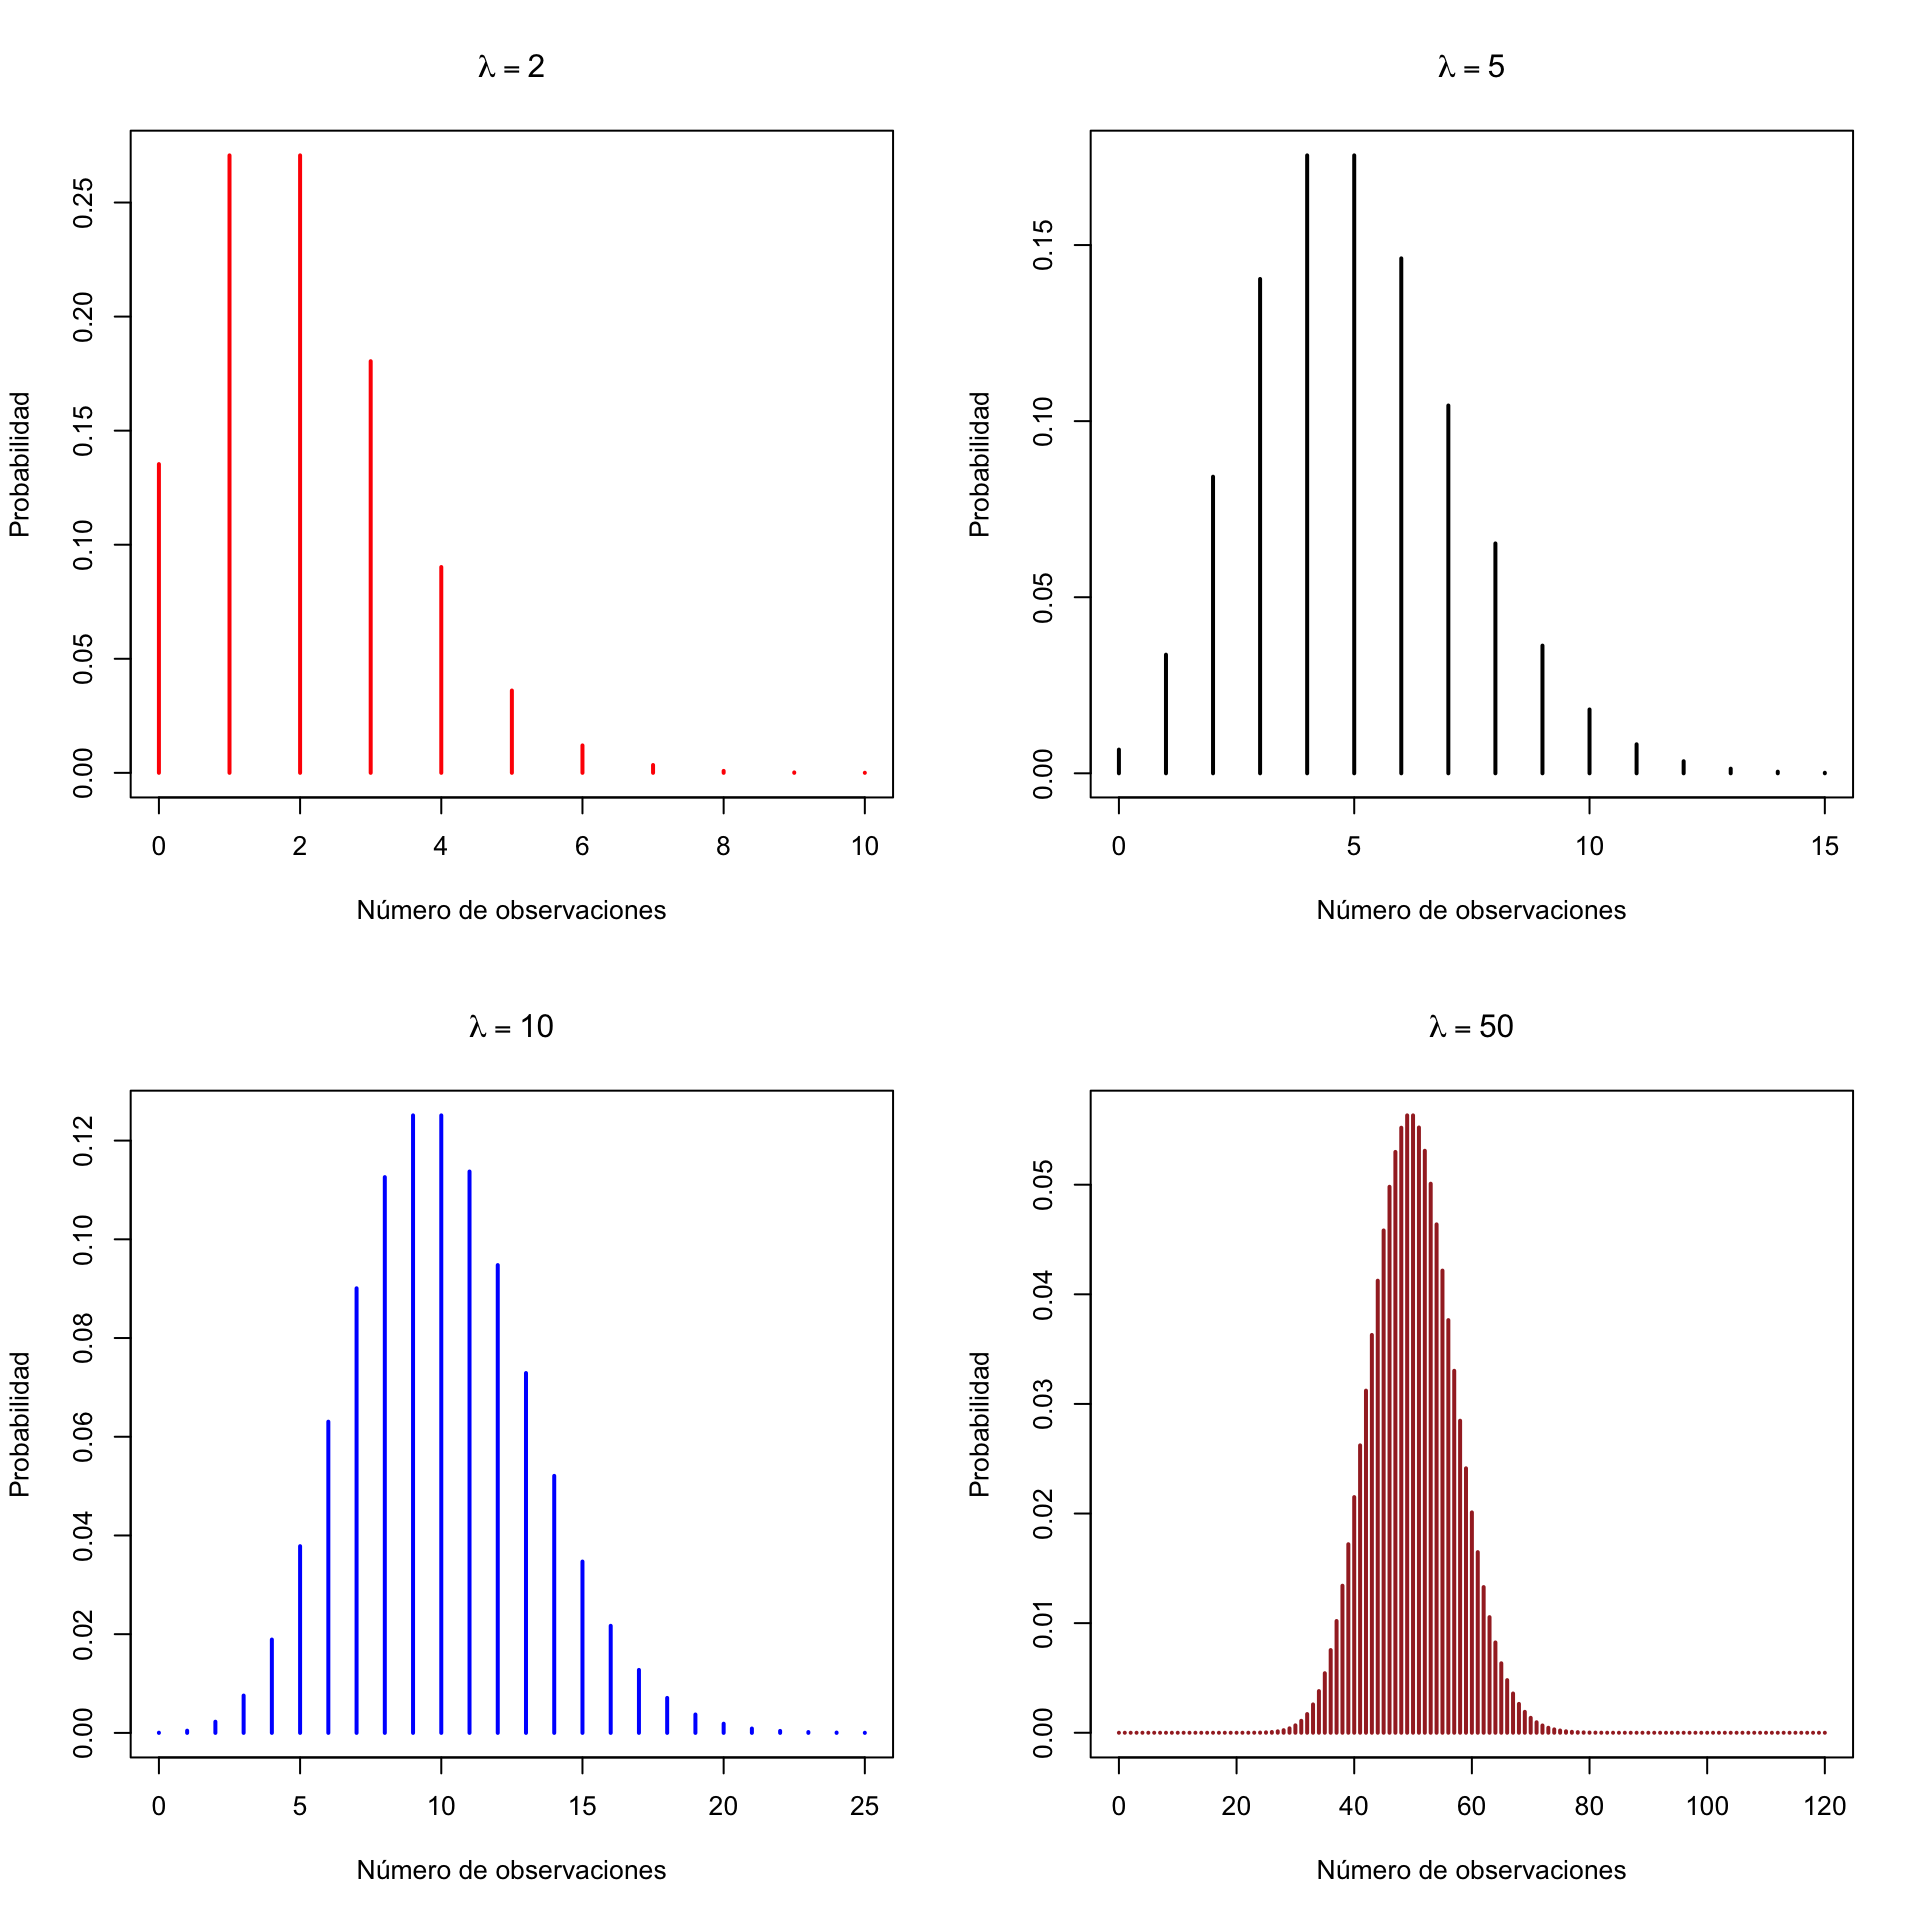 λ = 2
Probabilidad
0.25
0.20
0.15
0.10
0.05
0.00
0 2 4 6 8 10
Número de observaciones
λ = 5
Probabilidad
0.15
0.10
0.05
0.00
0 5 10 15
Número de observaciones
λ = 10
Probabilidad
0.12
0.10
0.08
0.06
0.04
0.02
0.00
0 5 10 15 20 25
Número de observaciones
λ = 50
Probabilidad
0.05
0.04
0.03
0.02
0.01
0.00
0 20 40 60 80 100 120
Número de observaciones